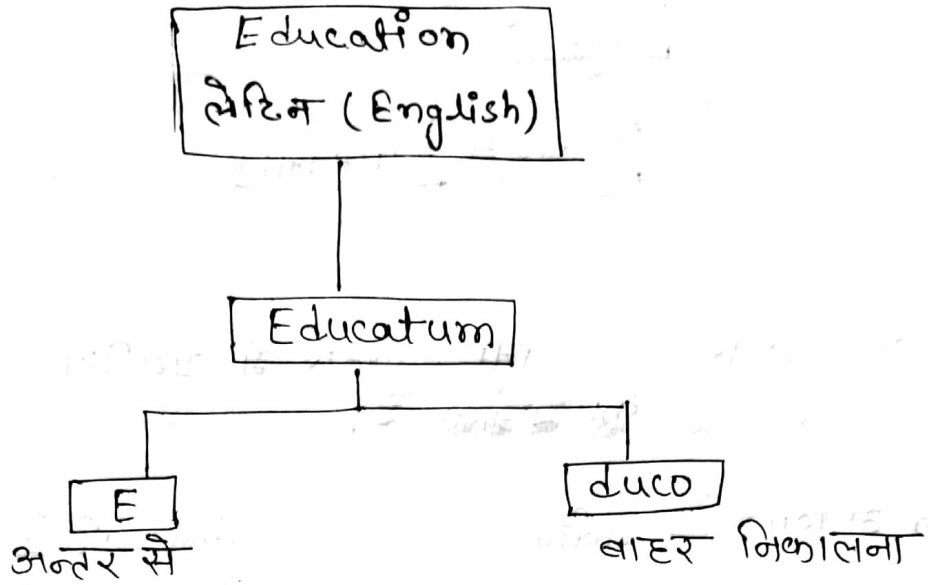 Education
लेटिन (English)
Educatum
E
duco
अन्तर से
बाहर निकालना